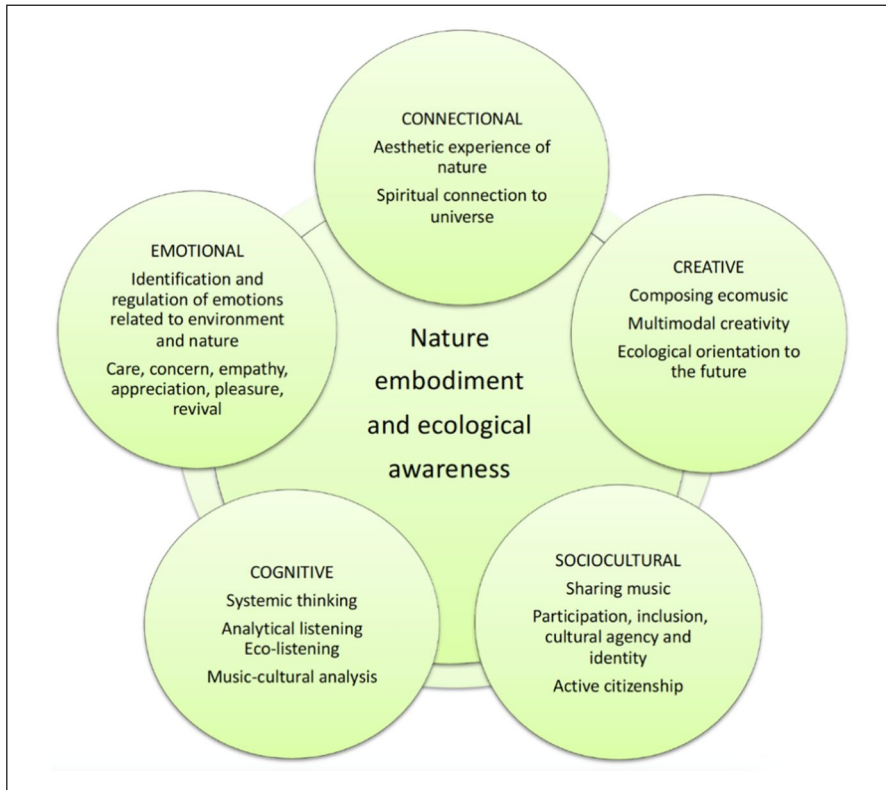 CONNECTIONAL
Aesthetic experience of
nature
Spiritual connection to
universe
EMOTIONAL
Identification and
regulation of emotions
related to environment
and nature
Care, concern, empathy,
appreciation, pleasure,
revival
CREATIVE
Composing ecomusic
Multimodal creativity
Ecological orientation to
the future
Nature
embodiment
and ecological
awareness
COGNITIVE
Systemic thinking
Analytical listening
Eco-listening
Music-cultural analysis
SOCIOCULTURAL
Sharing music
Participation, inclusion,
cultural agency and
identity
Active citizenship